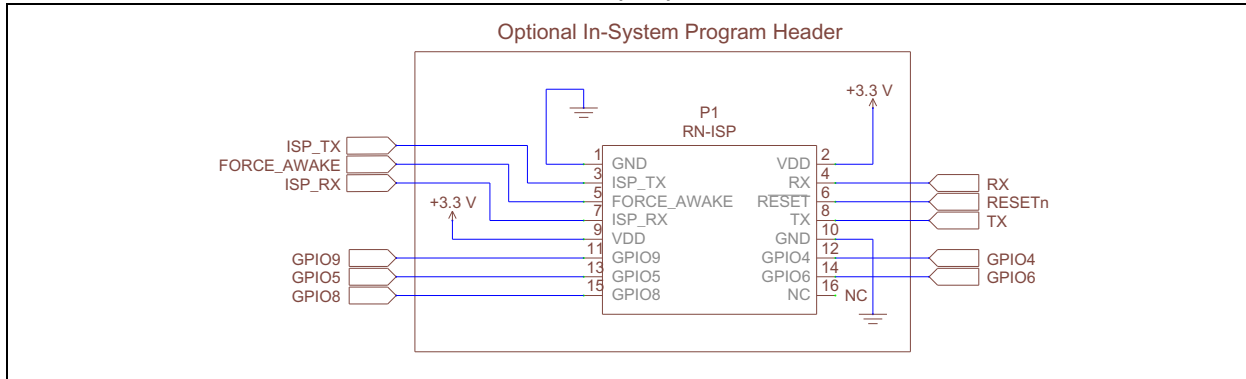 Optional In-System Program Header
+3.3 V
P1
RN-ISP
ISP_TX
FORCE_AWAKE
ISP_RX
+3.3 V
1 GND VDD 2
3 ISP_TX RX 4
5 FORCE_AWAKE RESET 6
7 ISP_RX TX 8
9 VDD GND 10
11 GPIO9 GPIO4 12
13 GPIO5 GPIO6 14
15 GPIO8 NC 16
NC
RX
RESETn
TX
GPIO9
GPIO5
GPIO8
GPIO4
GPIO6